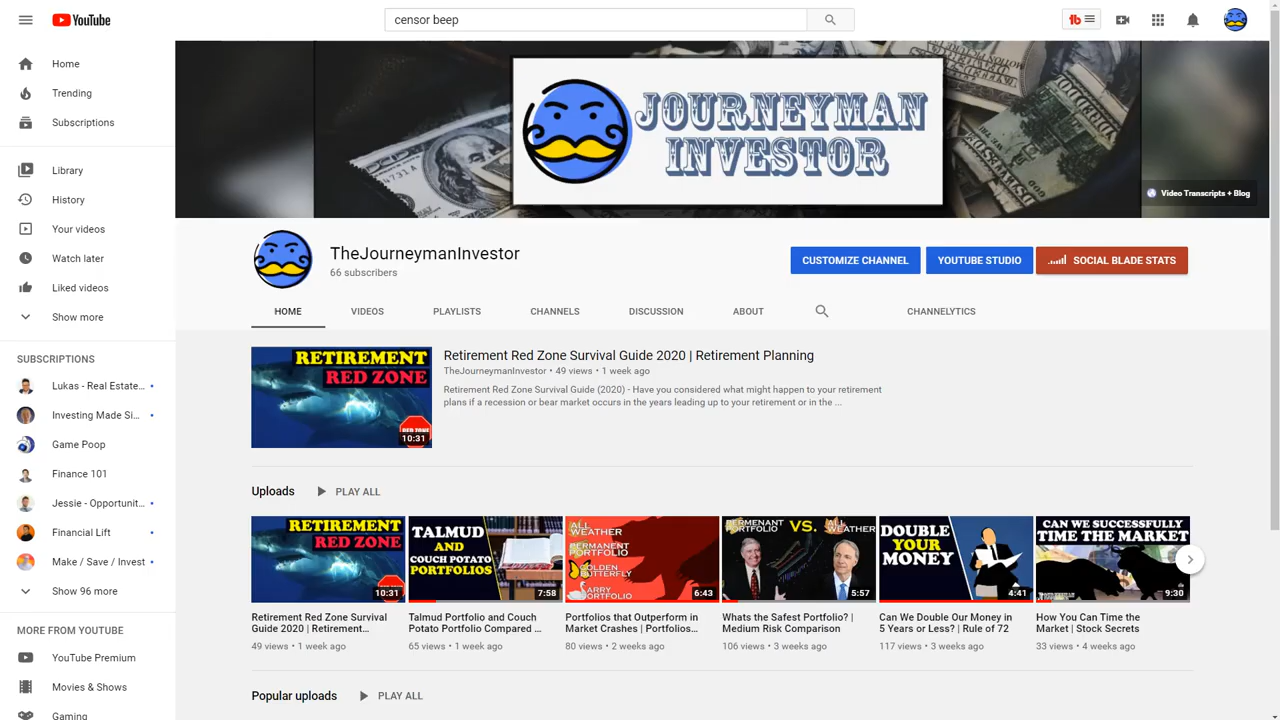 YouTube
censor beep
Home
Trending
Subscriptions
Library
History
Your videos
Watch later
Liked videos
Show more
SUBSCRIPTIONS
Lukas - Real Estate...
Investing Made Si...
Game Poop
Finance 101
Jessie - Opportunit...
Financial Lift
Make / Save / Invest
Show 96 more
MORE FROM YOUTUBE
YouTube Premium
Movies & Shows
Gaming
JOURNEYMAN
INVESTOR
Video Transcripts + Blog
TheJourneymanInvestor
66 subscribers
CUSTOMIZE CHANNEL
YOUTUBE STUDIO
SOCIAL BLADE STATS
HOME VIDEOS PLAYLISTS CHANNELS DISCUSSION ABOUT CHANNELYTICS
RETIREMENT
RED ZONE
RED ZONE
10:31
Retirement Red Zone Survival Guide 2020 | Retirement Planning
TheJourneymanInvestor • 49 views • 1 week ago
Retirement Red Zone Survival Guide (2020) - Have you considered what might happen to your retirement
plans if a recession or bear market occurs in the years leading up to your retirement or in the ...
Uploads PLAY ALL
RETIREMENT
RED ZONE
10:31
Retirement Red Zone Survival
Guide 2020 | Retirement...
49 views • 1 week ago
TALMUD
AND
COUCH POTATO
PORTFOLIOS
7:58
Talmud Portfolio and Couch
Potato Portfolio Compared ...
65 views • 1 week ago
ALL
WEATHER
PERMANENT
PORTFOLIO
GOLDEN
BUTTERFLY
LARRY
PORTFOLIO
6:43
Portfolios that Outperform in
Market Crashes | Portfolios...
80 views • 2 weeks ago
PERMENANT
PORTFOLIO
VS.
ALL
WEATHER
5:57
Whats the Safest Portfolio? |
Medium Risk Comparison
106 views • 3 weeks ago
DOUBLE
YOUR
MONEY
4:41
Can We Double Our Money in
5 Years or Less? | Rule of 72
117 views • 3 weeks ago
CAN WE SUCCESSFULLY
TIME THE MARKET
9:30
How You Can Time the
Market | Stock Secrets
33 views • 4 weeks ago
Popular uploads PLAY ALL